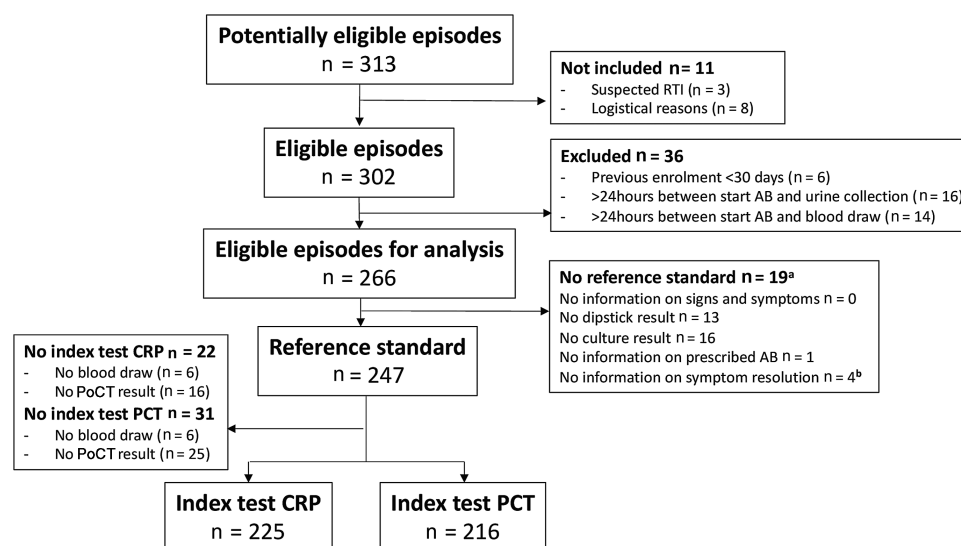 Potentially eligible episodes
n = 313
Not included n = 11
- Suspected RTI (n = 3)
- Logistical reasons (n = 8)
Eligible episodes
n = 302
Excluded n = 36
- Previous enrolment <30 days (n = 6)
- >24hours between start AB and urine collection (n = 16)
- >24hours between start AB and blood draw (n = 14)
Eligible episodes for analysis
n = 266
No reference standard n = 19a
No information on signs and symptoms n = 0
No dipstick result n = 13
No culture result n = 16
No information on prescribed AB n = 1
No information on symptom resolution n = 4b
Reference standard
n = 247
No index test CRP n = 22
- No blood draw (n = 6)
- No PoCT result (n = 16)
No index test PCT n = 31
- No blood draw (n = 6)
- No PoCT result (n = 25)
Index test CRP
n = 225
Index test PCT
n = 216